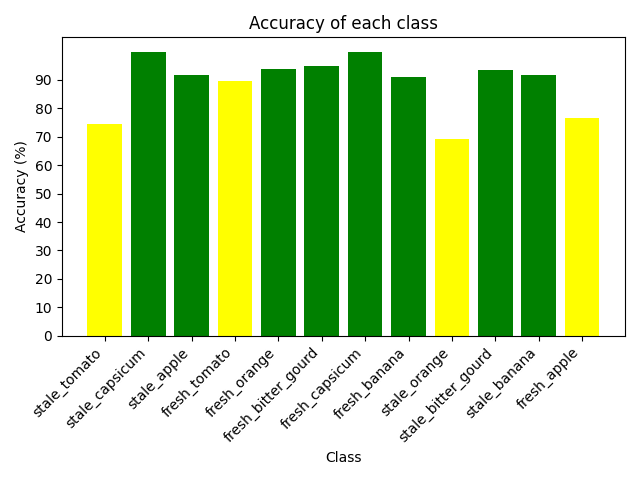 Accuracy of each class
Accuracy (%)
90
80
70
60
50
40
30
20
10
0
stale_tomato
stale_capsicum
stale_apple
fresh_tomato
fresh_orange
fresh_bitter_gourd
fresh_capsicum
fresh_banana
stale_orange
stale_bitter_gourd
stale_banana
fresh_apple
Class